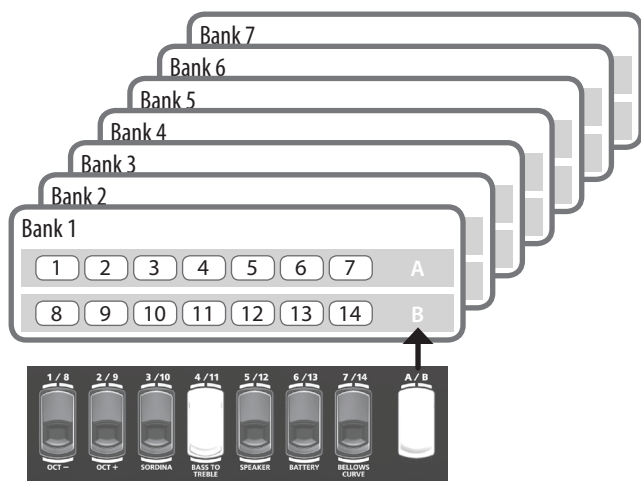 Bank 7
Bank 6
Bank 5
Bank 4
Bank 3
Bank 2
Bank 1
1 2 3 4 5 6 7 A
8 9 10 11 12 13 14 B
1 / 8 2 / 9 3 /10 4 /11 5 /12 6 /13 7 /14 A / B
OCT – OCT + SORDINA BASS TO TREBLE SPEAKER BATTERY BELLOWS CURVE